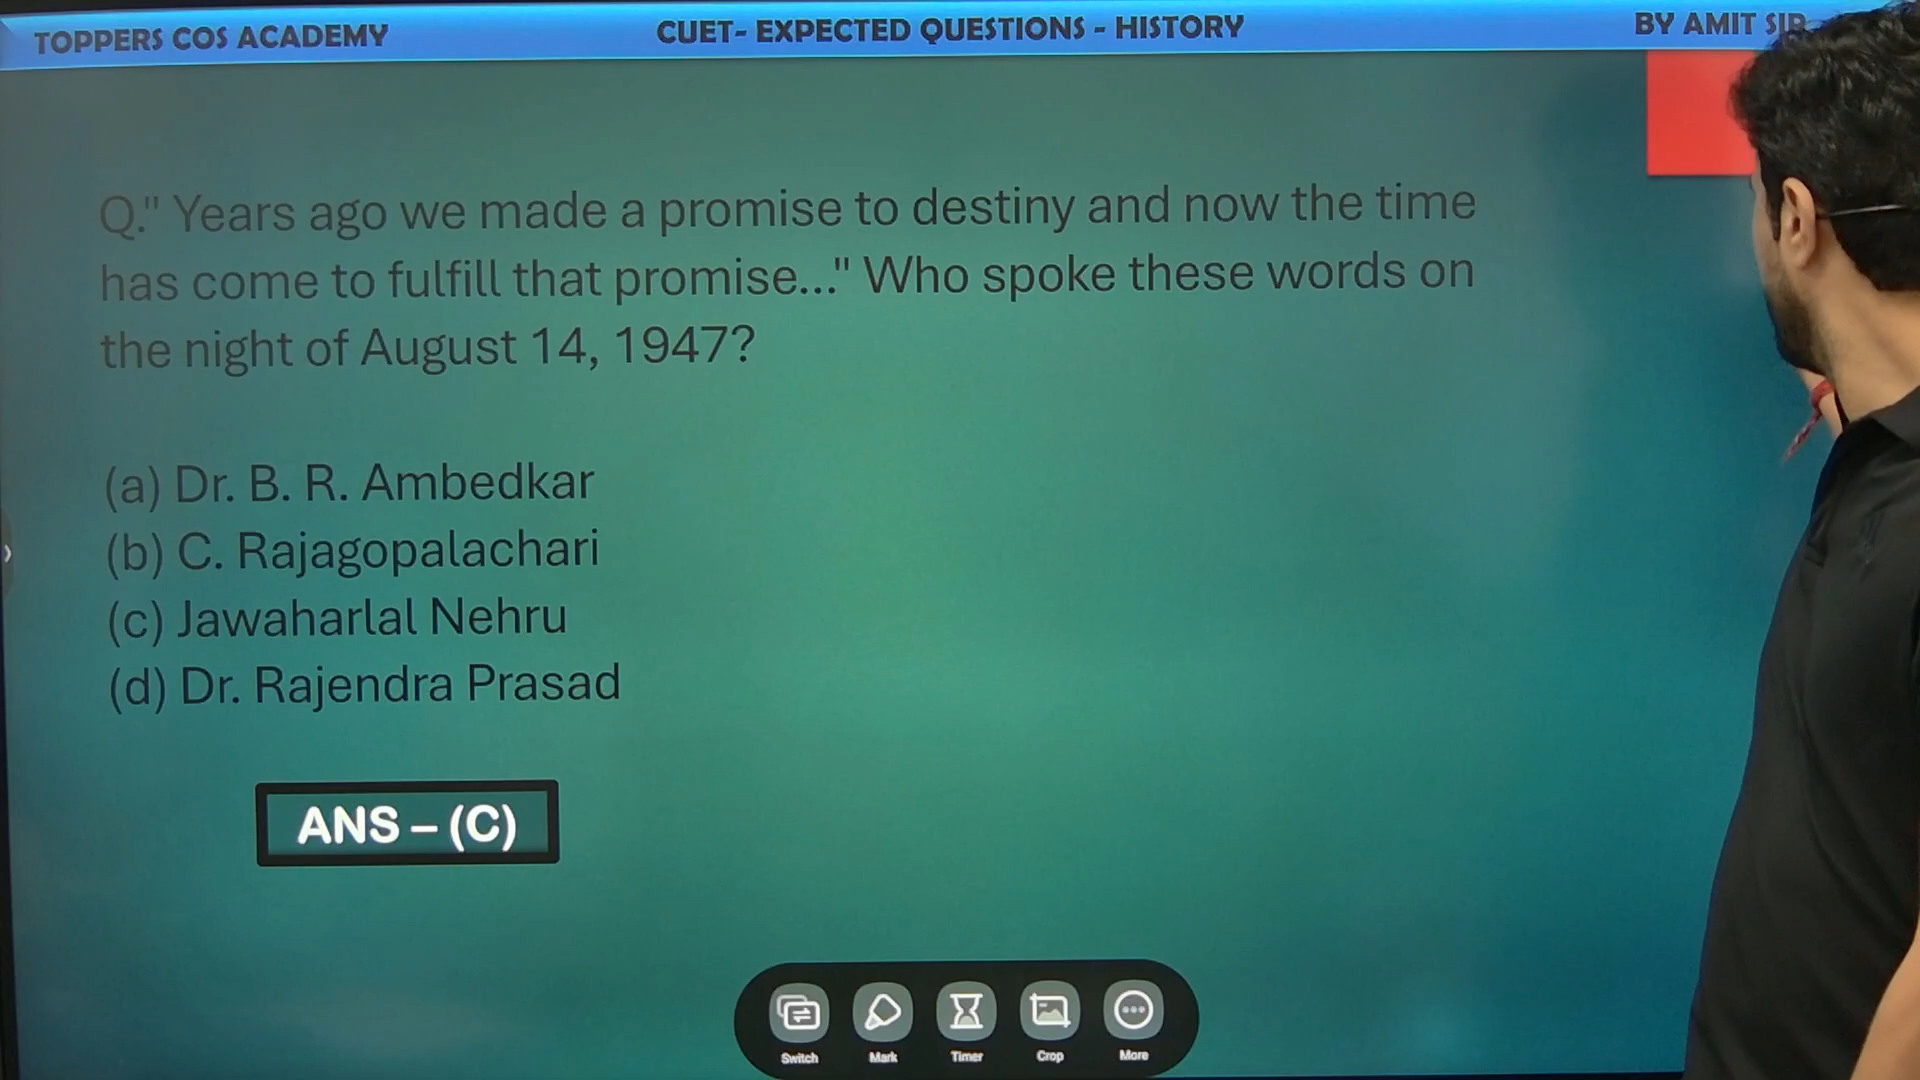 TOPPERS COS ACADEMY
CUET- EXPECTED QUESTIONS - HISTORY
BY AMIT SIR
Q." Years ago we made a promise to destiny and now the time
has come to fulfill that promise..." Who spoke these words on
the night of August 14, 1947?
(a) Dr. B. R. Ambedkar
(b) C. Rajagopalachari
(c) Jawaharlal Nehru
(d) Dr. Rajendra Prasad
ANS – (C)
Switch
Mark
Timer
Crop
More